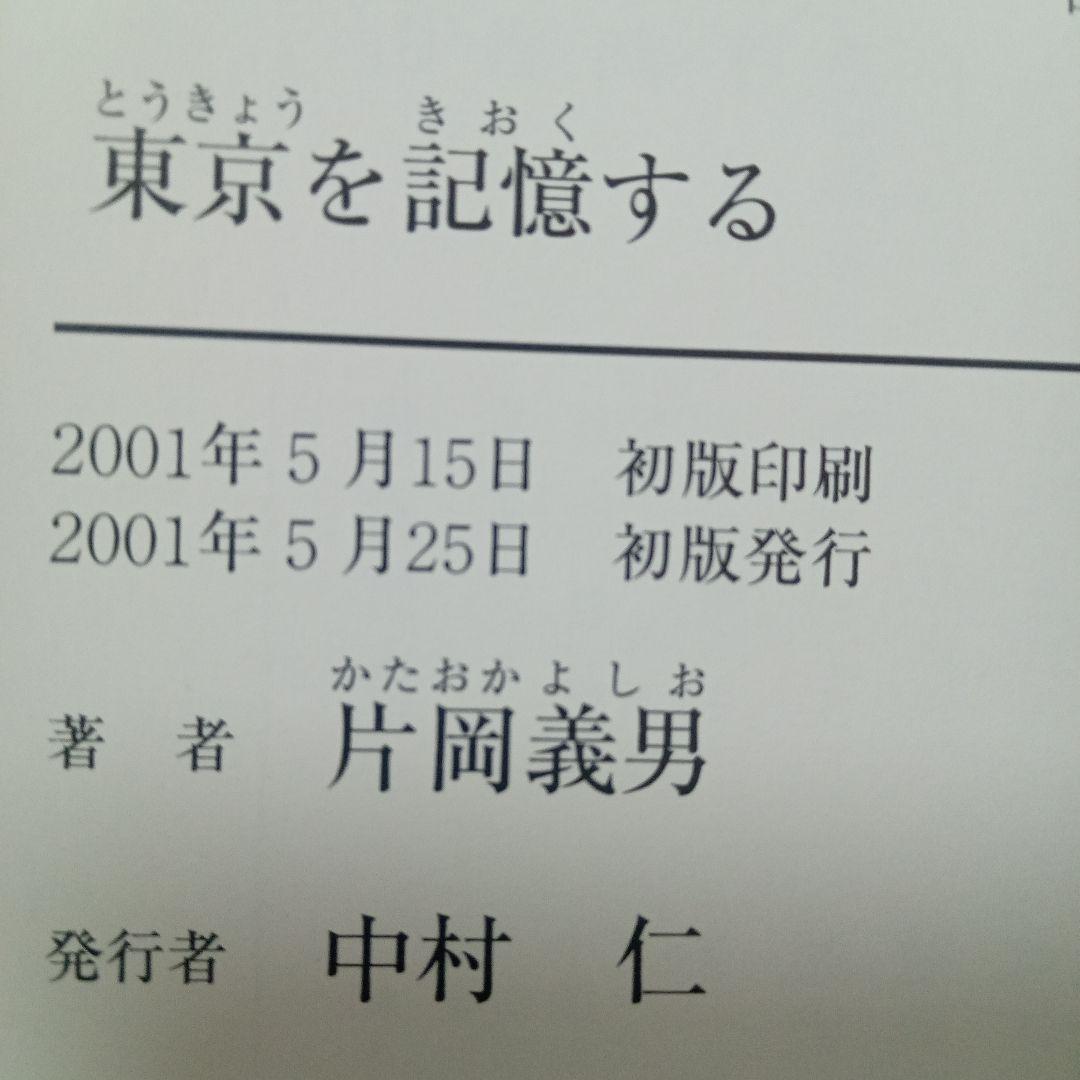 とうきょう きおく
東京を記憶する
2001年5月15日 初版印刷
2001年5月25日 初版発行
かたおかよしお
著者 片岡義男
発行者 中村 仁